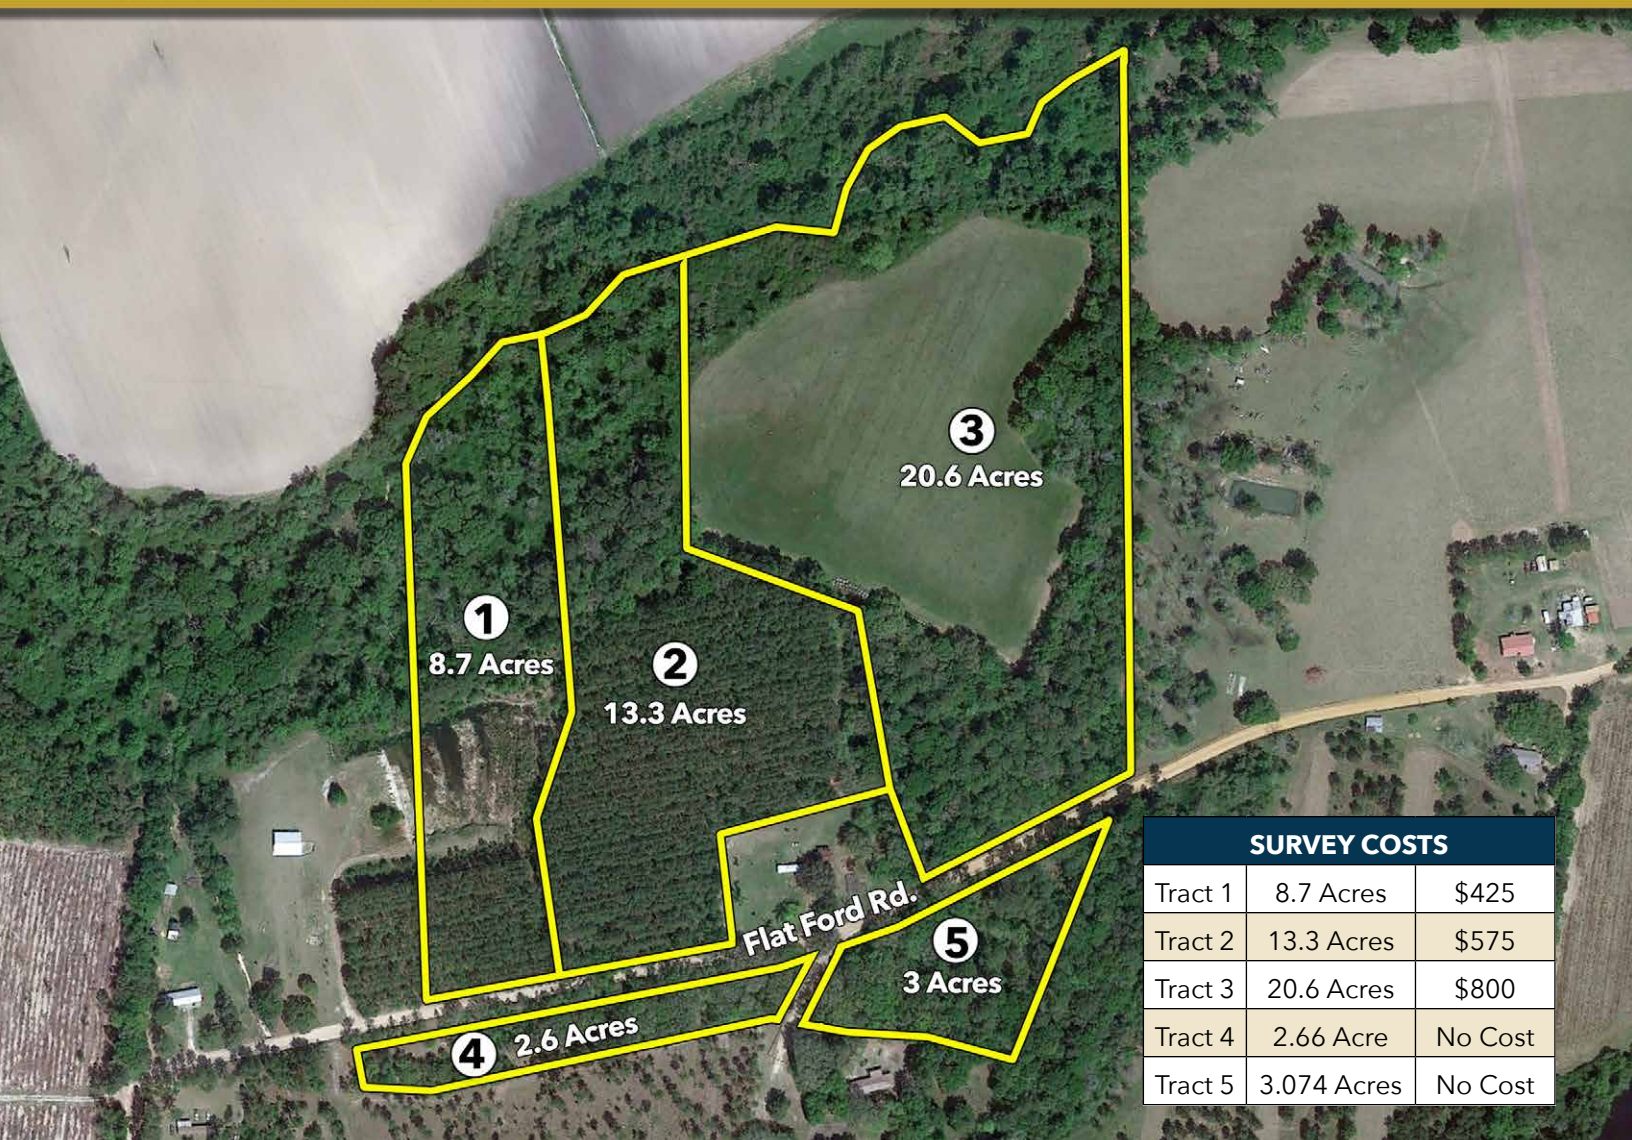 3
20.6 Acres
1
8.7 Acres
2
13.3 Acres
Flat Ford Rd.
5
3 Acres
4 2.6 Acres
SURVEY COSTS
Tract 1 8.7 Acres $425
Tract 2 13.3 Acres $575
Tract 3 20.6 Acres $800
Tract 4 2.66 Acre No Cost
Tract 5 3.074 Acres No Cost